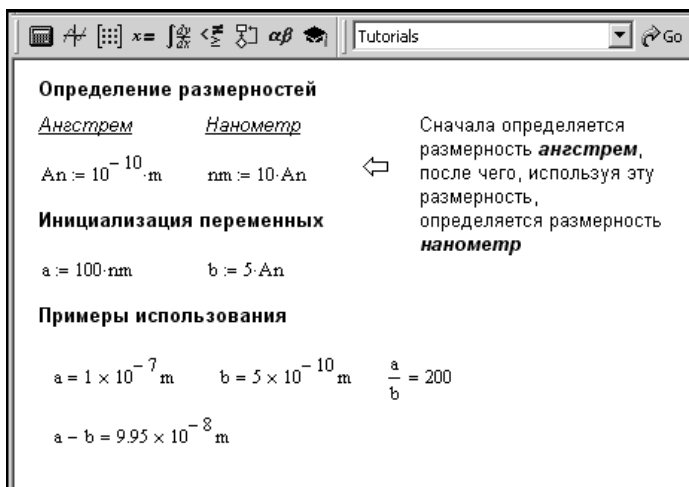 x= αβ Tutorials Go
Определение размерностей
Ангстрем Нанометр
An := 10^-10·m nm := 10·An
Сначала определяется
размерность ангстрем,
после чего, используя эту
размерность,
определяется размерность
нанометр
Инициализация переменных
a := 100·nm b := 5·An
Примеры использования
a = 1 × 10^-7 m b = 5 × 10^-10 m a/b = 200
a − b = 9.95 × 10^-8 m